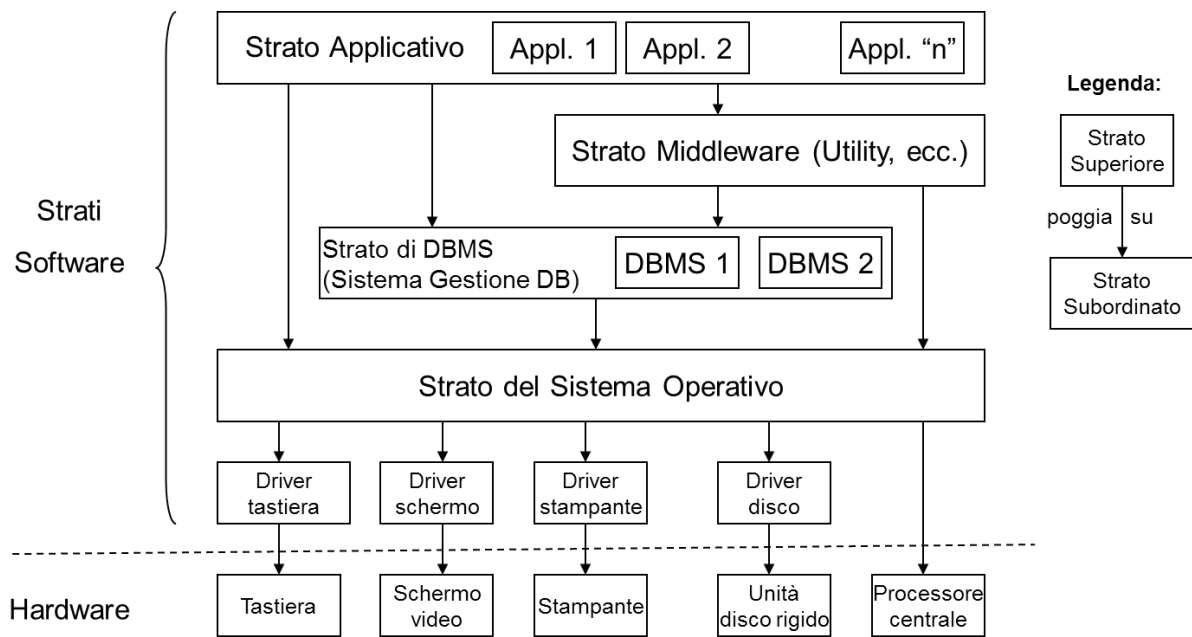 Strato Applicativo
Appl. 1
Appl. 2
Appl. “n”
Legenda:
Strato Middleware (Utility, ecc.)
Strato
Superiore
Strati
Software
poggia su
Strato di DBMS
(Sistema Gestione DB)
DBMS 1
DBMS 2
Strato
Subordinato
Strato del Sistema Operativo
Driver
tastiera
Driver
schermo
Driver
stampante
Driver
disco
Hardware
Tastiera
Schermo
video
Stampante
Unità
disco rigido
Processore
centrale